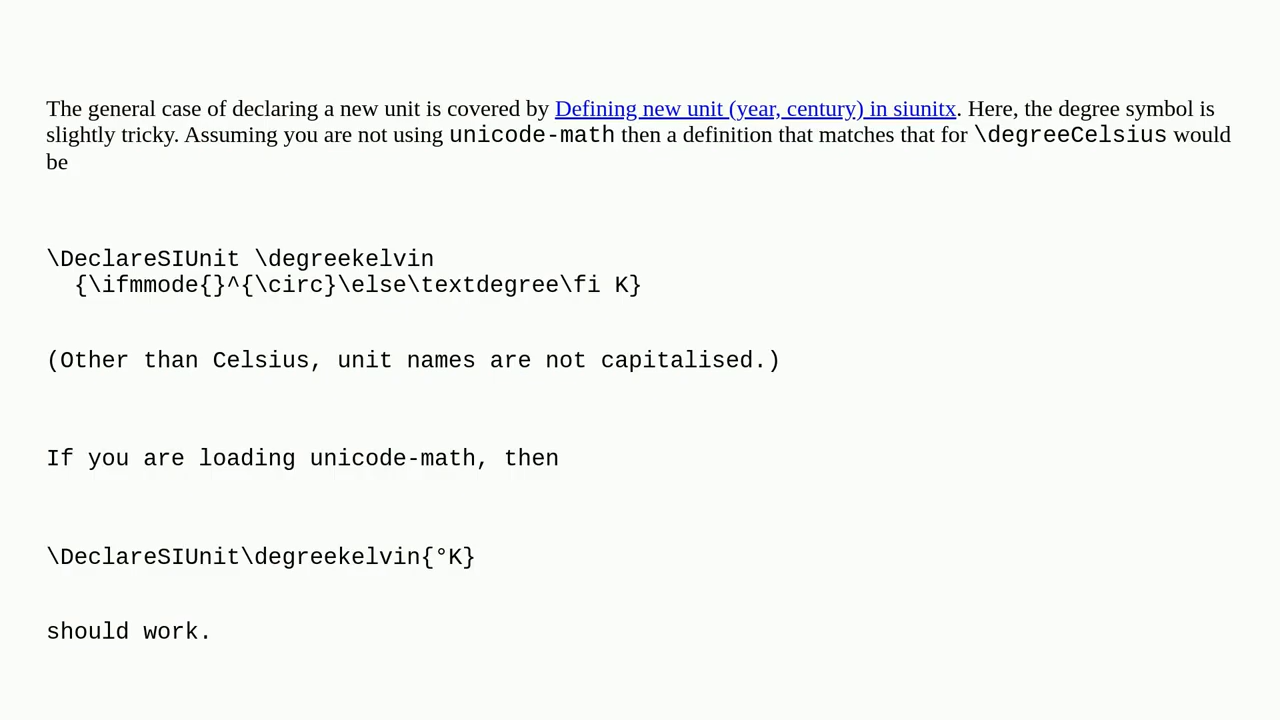 The general case of declaring a new unit is covered by Defining new unit (year, century) in siunitx. Here, the degree symbol is
slightly tricky. Assuming you are not using unicode-math then a definition that matches that for \degreeCelsius would
be
\DeclareSIUnit \degreekelvin
  {\ifmmode{}^{\circ}\else\textdegree\fi K}
(Other than Celsius, unit names are not capitalised.)
If you are loading unicode-math, then
\DeclareSIUnit\degreekelvin{°K}
should work.